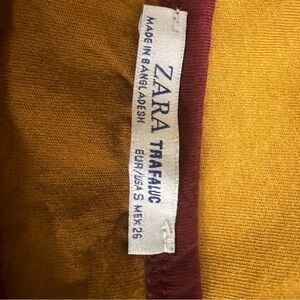 ZARA
TRAFALUC
MADE IN BANGLADESH
EUR/USA S MEX 26